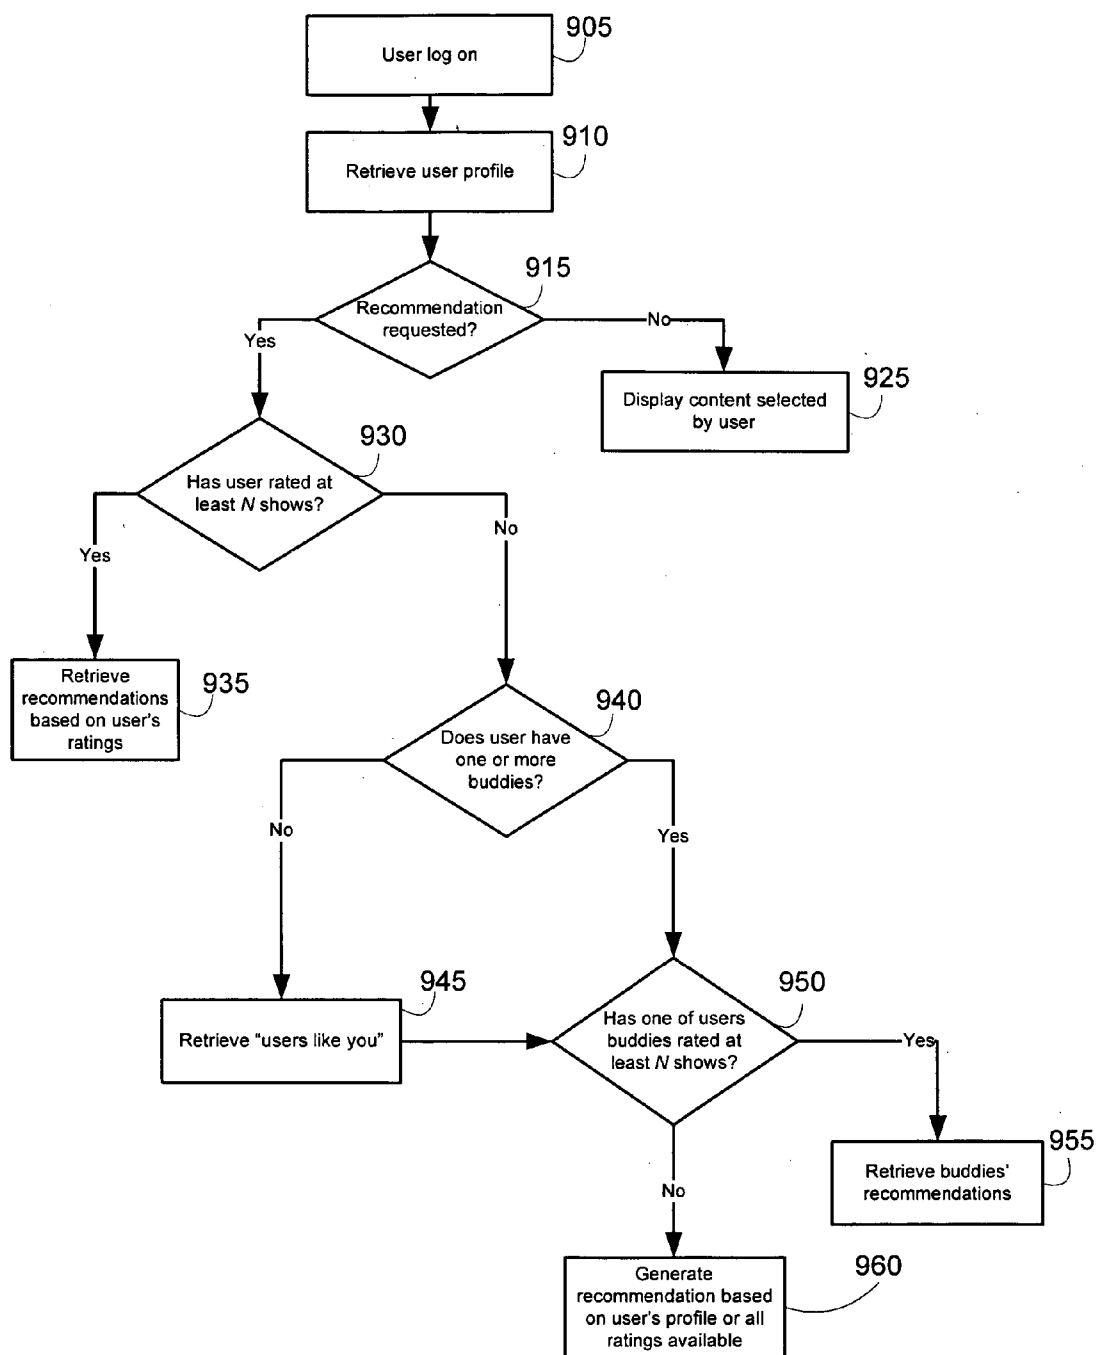 905
User log on
910
Retrieve user profile
915
Recommendation
requested?
Yes
No
925
Display content selected
by user
930
Has user rated at
least N shows?
Yes
No
935
Retrieve
recommendations
based on user's
ratings
940
Does user have
one or more
buddies?
No
Yes
945
Retrieve “users like you”
950
Has one of users
buddies rated at
least N shows?
Yes
No
955
Retrieve buddies'
recommendations
960
Generate
recommendation based
on user's profile or all
ratings available